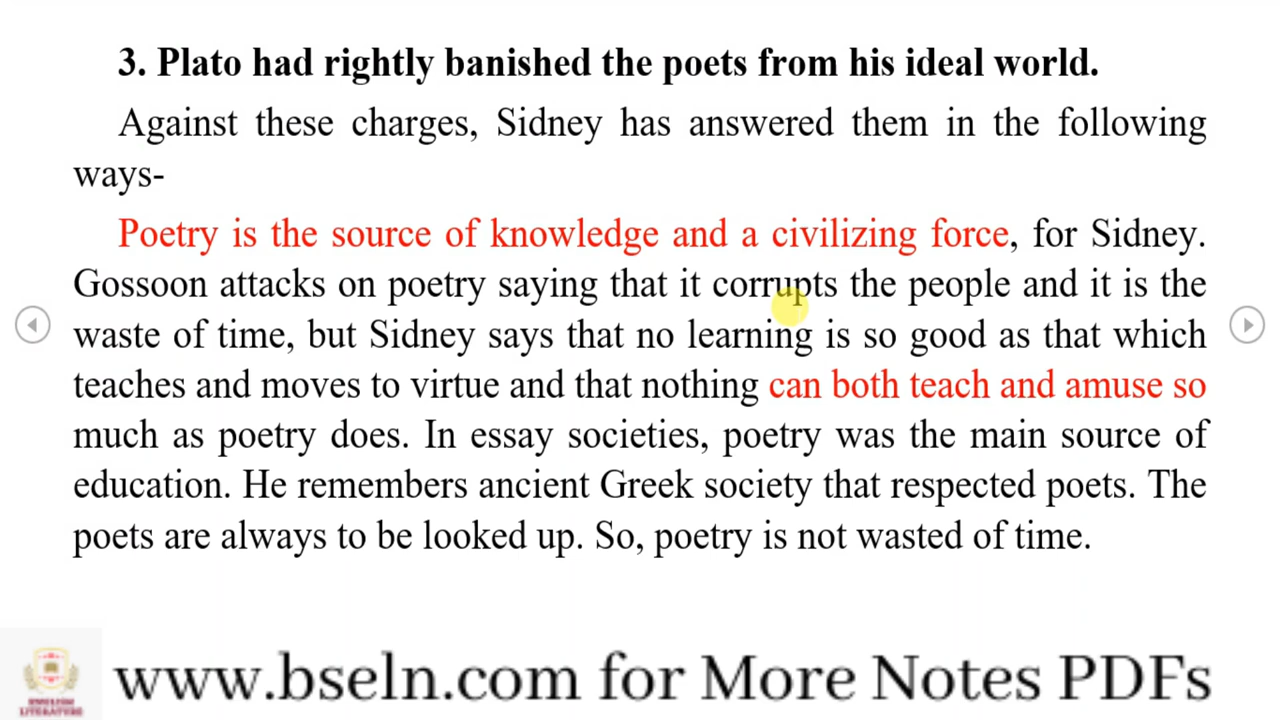 3. Plato had rightly banished the poets from his ideal world.
Against these charges, Sidney has answered them in the following
ways-
Poetry is the source of knowledge and a civilizing force, for Sidney.
Gossoon attacks on poetry saying that it corrupts the people and it is the
waste of time, but Sidney says that no learning is so good as that which
teaches and moves to virtue and that nothing can both teach and amuse so
much as poetry does. In essay societies, poetry was the main source of
education. He remembers ancient Greek society that respected poets. The
poets are always to be looked up. So, poetry is not wasted of time.
www.bseln.com for More Notes PDFs
ENGLISH
LITERATURE